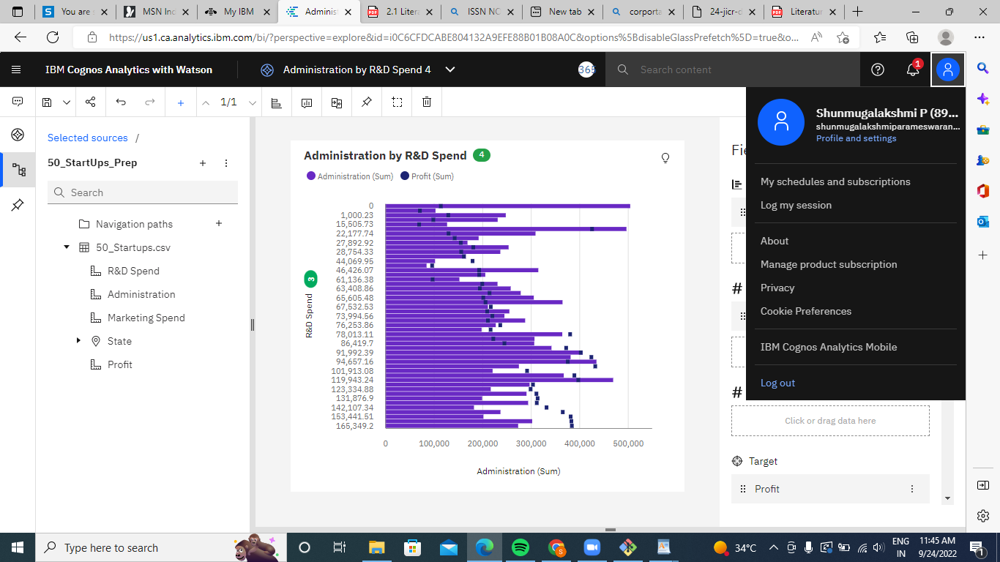 You are
MSN Inc
My IBM
Adminis
2.1 Litera
ISSN NC
New tab
corporta
24-jicr-d
Literatur
https://us1.ca.analytics.ibm.com/bi/?perspective=explore&id=i0C6CFDCABE804132A9EFE88B01B08A0C&options%5BdisableGlassPrefetch%5D=true&o...
IBM Cognos Analytics with Watson
Administration by R&D Spend 4
365
Search content
1
1/1
Shunmugalakshmi P (89...
shunmugalakshmiparameswaran...
Profile and settings
My schedules and subscriptions
Log my session
About
Manage product subscription
Privacy
Cookie Preferences
IBM Cognos Analytics Mobile
Log out
Selected sources /
50_StartUps_Prep
Search
Navigation paths
50_Startups.csv
R&D Spend
Administration
Marketing Spend
State
Profit
Administration by R&D Spend 4
Administration (Sum) Profit (Sum)
R&D Spend 3
0
1,000.23
15,505.73
22,177.74
27,892.92
28,754.33
44,069.95
46,426.07
61,136.38
63,408.86
65,605.48
67,532.53
73,994.56
76,253.86
78,013.11
86,419.7
91,992.39
94,657.16
101,913.08
119,943.24
123,334.88
131,876.9
142,107.34
153,441.51
165,349.2
0 100,000 200,000 300,000 400,000 500,000
Administration (Sum)
Fie
#
#
Click or drag data here
Target
Profit
Type here to search
34°C
ENG
IN
11:45 AM
9/24/2022
1